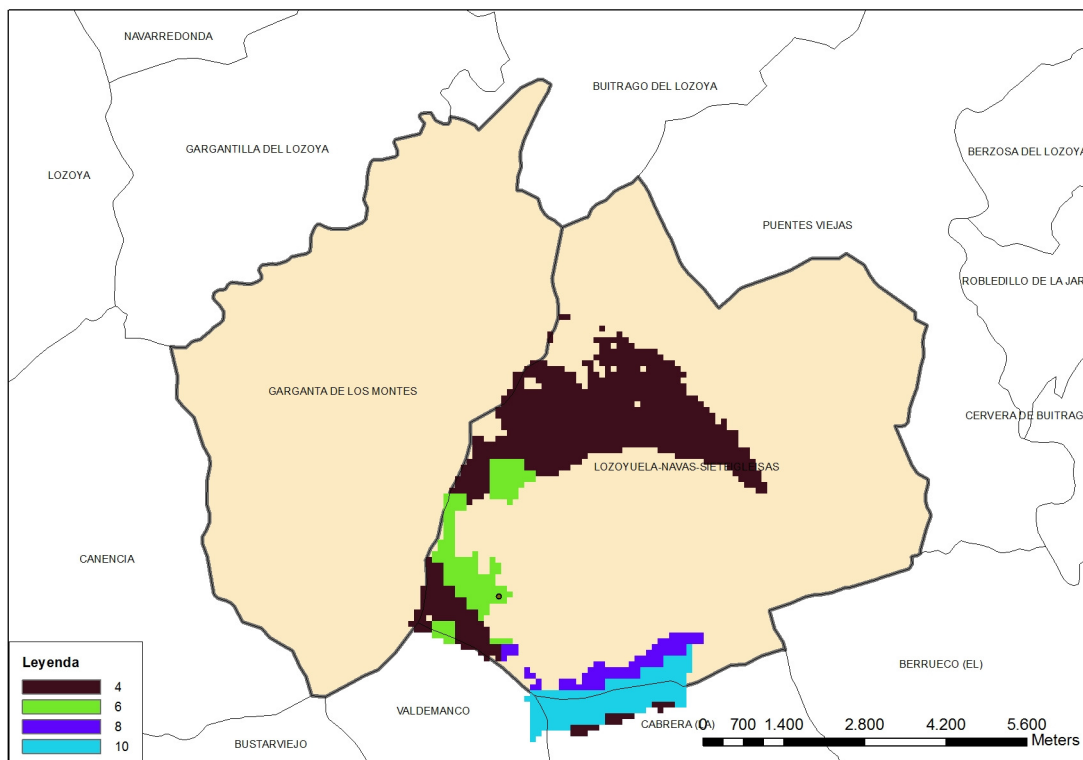 NAVARREDONDA
BUITRAGO DEL LOZOYA
GARGANTILLA DEL LOZOYA
BERZOSA DEL LOZOYA
LOZOYA
PUENTES VIEJAS
ROBLEDILLO DE LA JAR
GARGANTA DE LOS MONTES
CERVERA DE BUITRAG
LOZOYUELA-NAVAS-SIETEIGLESIAS
CANENCIA
BERRUECO (EL)
VALDEMANCO
CABRERA (LA)
BUSTARVIEJO
Leyenda
4
6
8
10
0 700 1.400 2.800 4.200 5.600
Meters